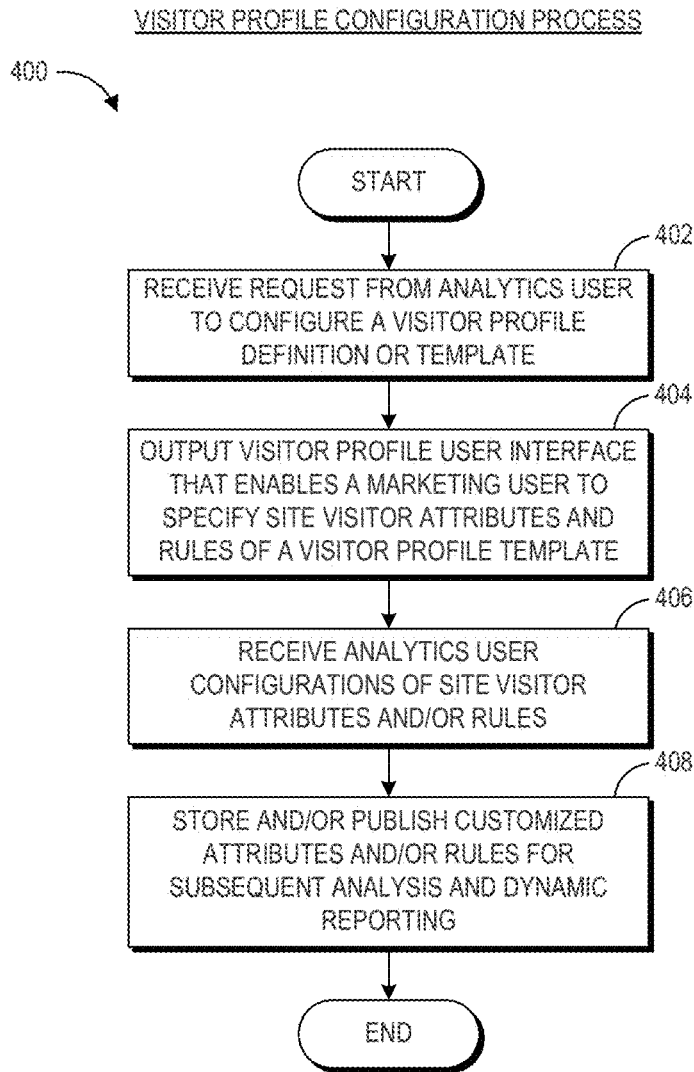 VISITOR PROFILE CONFIGURATION PROCESS
400
START
402
RECEIVE REQUEST FROM ANALYTICS USER
TO CONFIGURE A VISITOR PROFILE
DEFINITION OR TEMPLATE
404
OUTPUT VISITOR PROFILE USER INTERFACE
THAT ENABLES A MARKETING USER TO
SPECIFY SITE VISITOR ATTRIBUTES AND
RULES OF A VISITOR PROFILE TEMPLATE
406
RECEIVE ANALYTICS USER
CONFIGURATIONS OF SITE VISITOR
ATTRIBUTES AND/OR RULES
408
STORE AND/OR PUBLISH CUSTOMIZED
ATTRIBUTES AND/OR RULES FOR
SUBSEQUENT ANALYSIS AND DYNAMIC
REPORTING
END